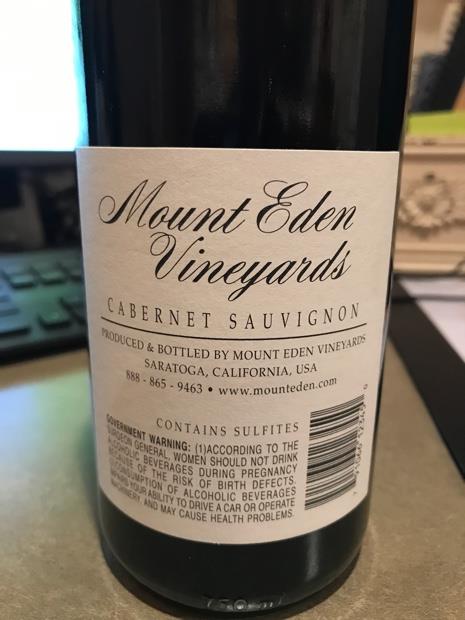 Mount Eden
Vineyards
CABERNET SAUVIGNON
PRODUCED & BOTTLED BY MOUNT EDEN VINEYARDS
SARATOGA, CALIFORNIA, USA
888 - 865 - 9463 • www.mounteden.com
CONTAINS SULFITES
GOVERNMENT WARNING: (1)ACCORDING TO THE
SURGEON GENERAL, WOMEN SHOULD NOT DRINK
ALCOHOLIC BEVERAGES DURING PREGNANCY
BECAUSE OF THE RISK OF BIRTH DEFECTS.
CONSUMPTION OF ALCOHOLIC BEVERAGES
IMPAIRS YOUR ABILITY TO DRIVE A CAR OR OPERATE
MACHINERY, AND MAY CAUSE HEALTH PROBLEMS.
750 ml